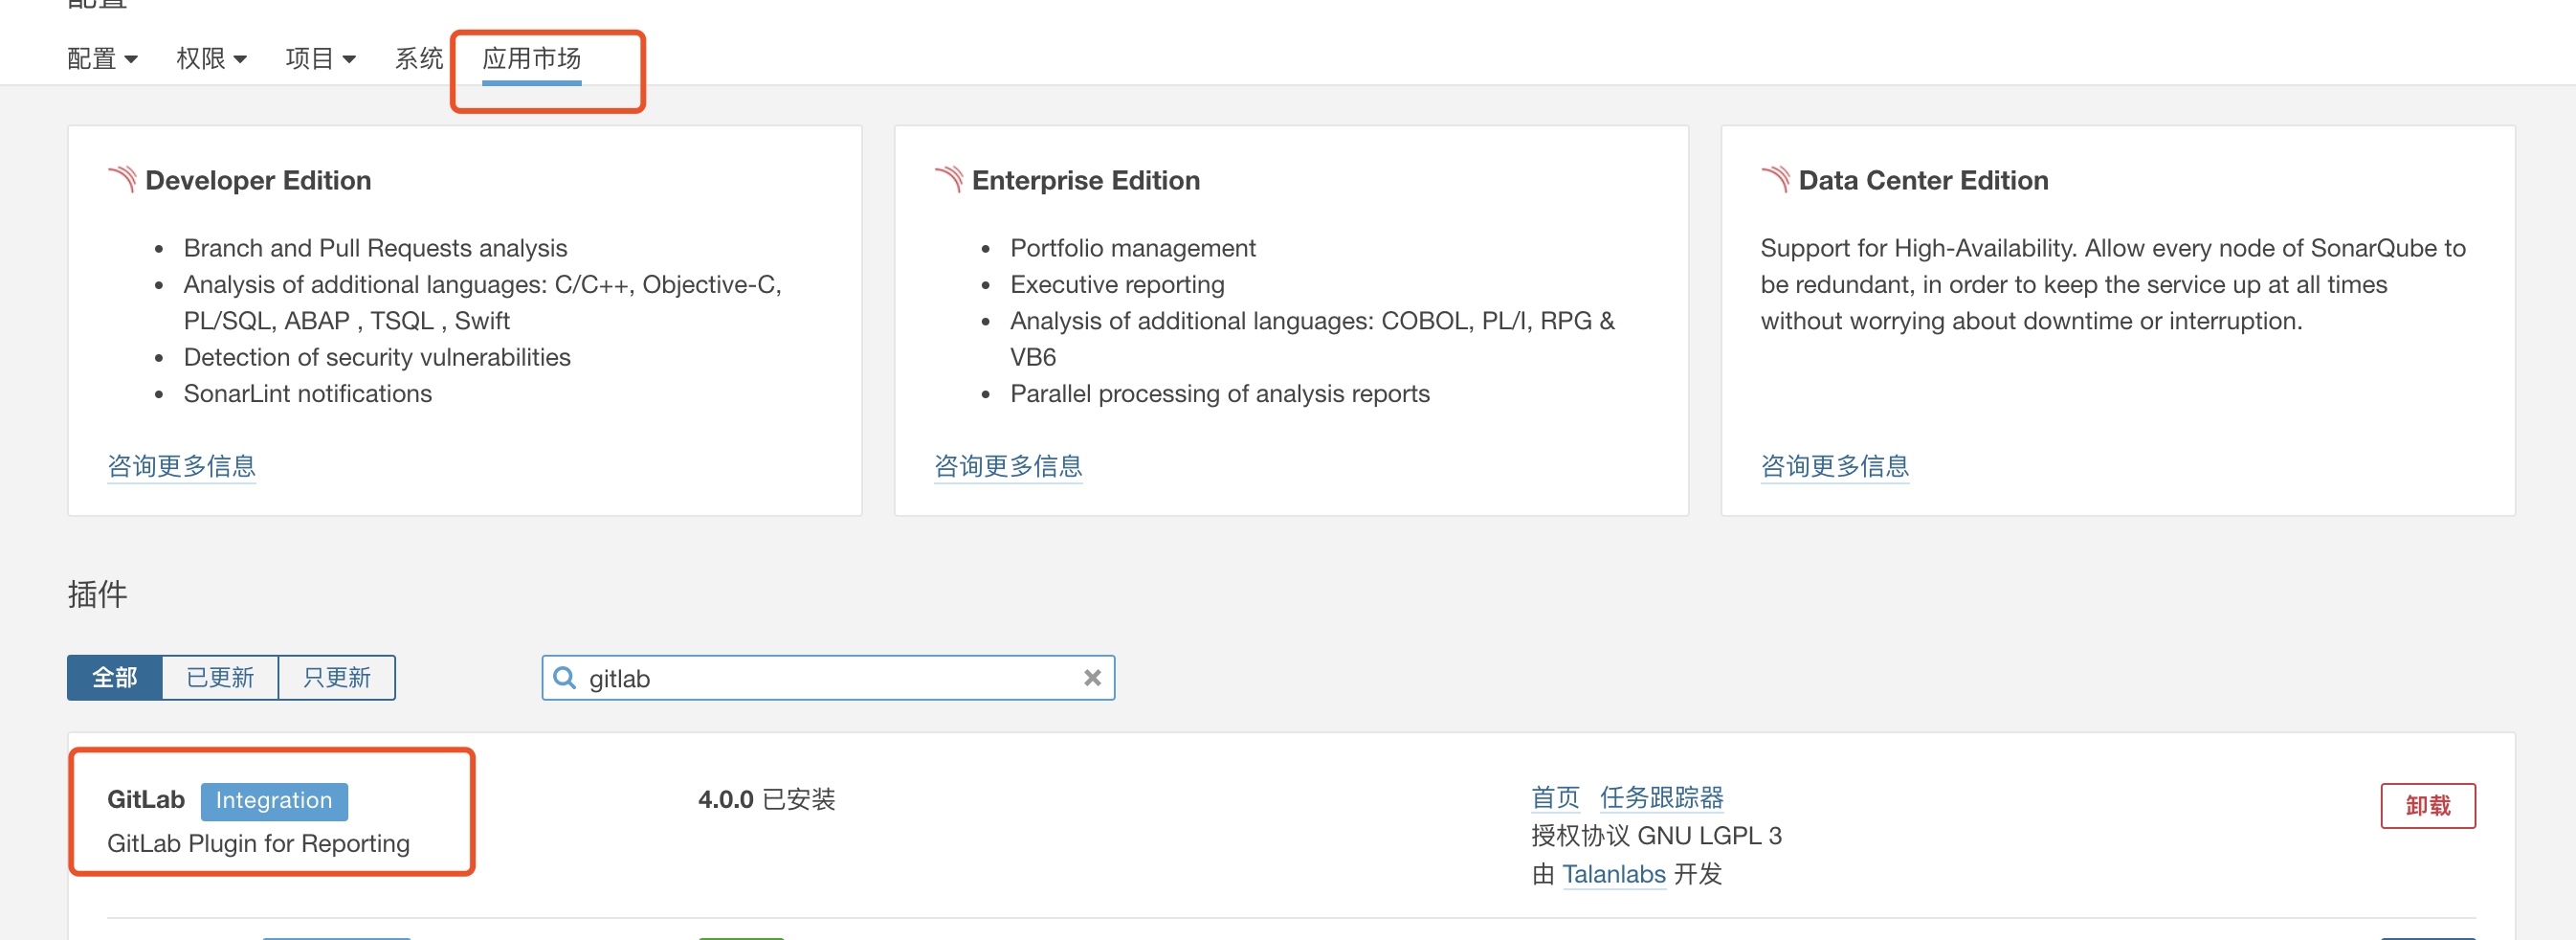 配置
配置 权限 项目 系统 应用市场
Developer Edition
Branch and Pull Requests analysis
Analysis of additional languages: C/C++, Objective-C,
PL/SQL, ABAP , TSQL , Swift
Detection of security vulnerabilities
SonarLint notifications
咨询更多信息
Enterprise Edition
Portfolio management
Executive reporting
Analysis of additional languages: COBOL, PL/I, RPG &
VB6
Parallel processing of analysis reports
咨询更多信息
Data Center Edition
Support for High-Availability. Allow every node of SonarQube to
be redundant, in order to keep the service up at all times
without worrying about downtime or interruption.
咨询更多信息
插件
全部 已更新 只更新 gitlab
GitLab Integration
GitLab Plugin for Reporting
4.0.0 已安装
首页 任务跟踪器
授权协议 GNU LGPL 3
由 Talanlabs 开发
卸载